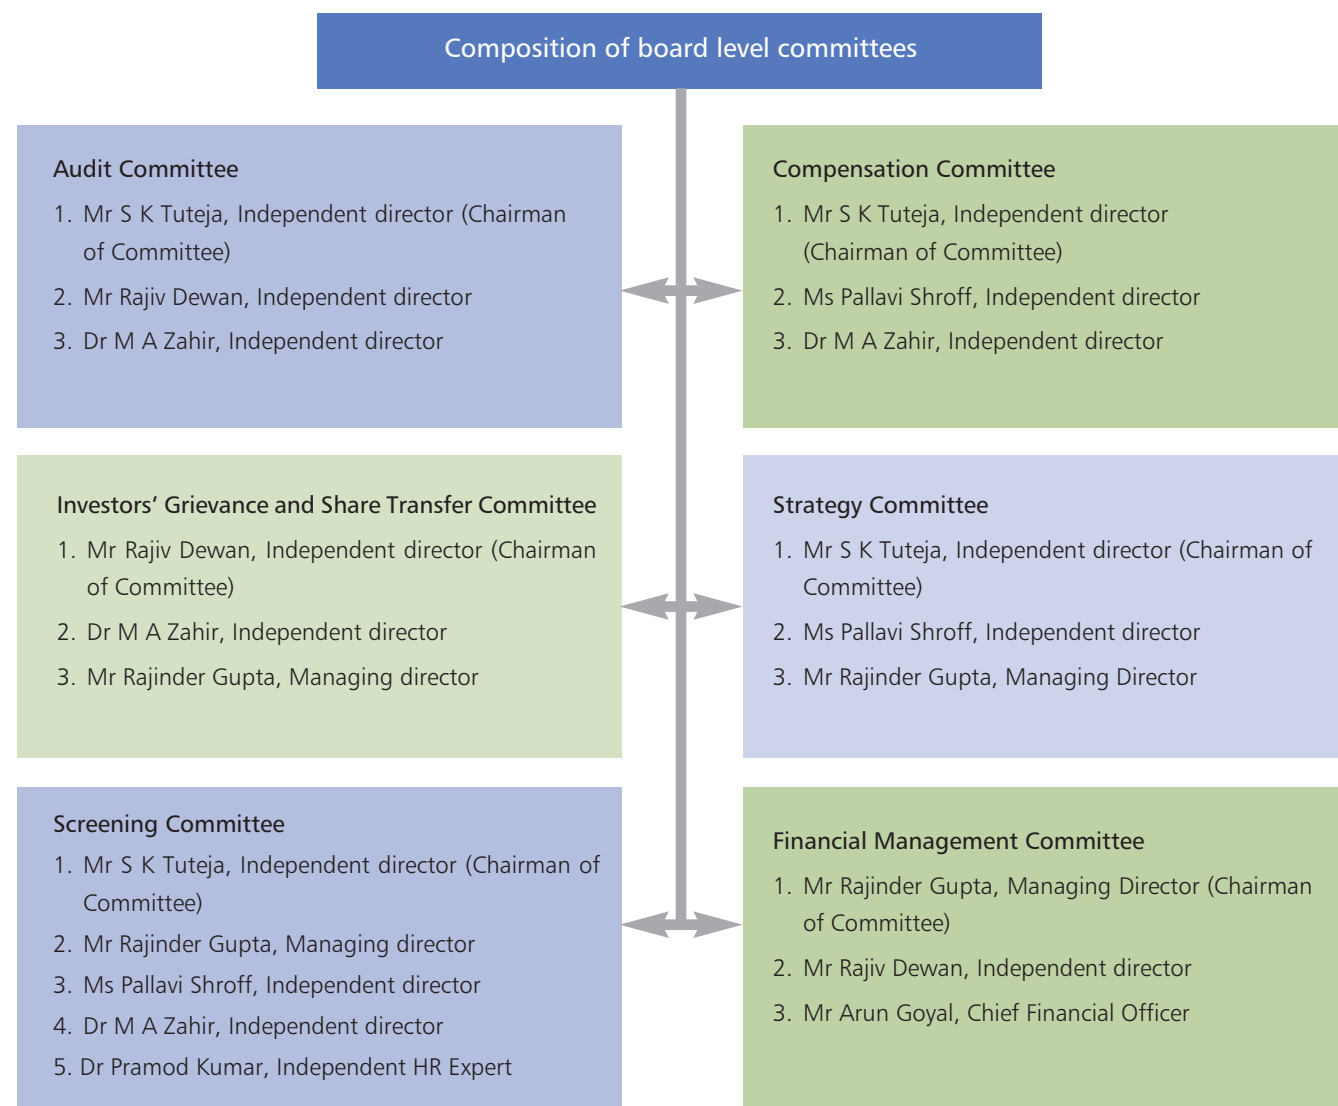 Composition of board level committees
Audit Committee
1. Mr S K Tuteja, Independent director (Chairman
of Committee)
2. Mr Rajiv Dewan, Independent director
3. Dr M A Zahir, Independent director
Compensation Committee
1. Mr S K Tuteja, Independent director
(Chairman of Committee)
2. Ms Pallavi Shroff, Independent director
3. Dr M A Zahir, Independent director
Investors’ Grievance and Share Transfer Committee
1. Mr Rajiv Dewan, Independent director (Chairman
of Committee)
2. Dr M A Zahir, Independent director
3. Mr Rajinder Gupta, Managing director
Strategy Committee
1. Mr S K Tuteja, Independent director (Chairman of
Committee)
2. Ms Pallavi Shroff, Independent director
3. Mr Rajinder Gupta, Managing Director
Screening Committee
1. Mr S K Tuteja, Independent director (Chairman of
Committee)
2. Mr Rajinder Gupta, Managing director
3. Ms Pallavi Shroff, Independent director
4. Dr M A Zahir, Independent director
5. Dr Pramod Kumar, Independent HR Expert
Financial Management Committee
1. Mr Rajinder Gupta, Managing Director (Chairman
of Committee)
2. Mr Rajiv Dewan, Independent director
3. Mr Arun Goyal, Chief Financial Officer